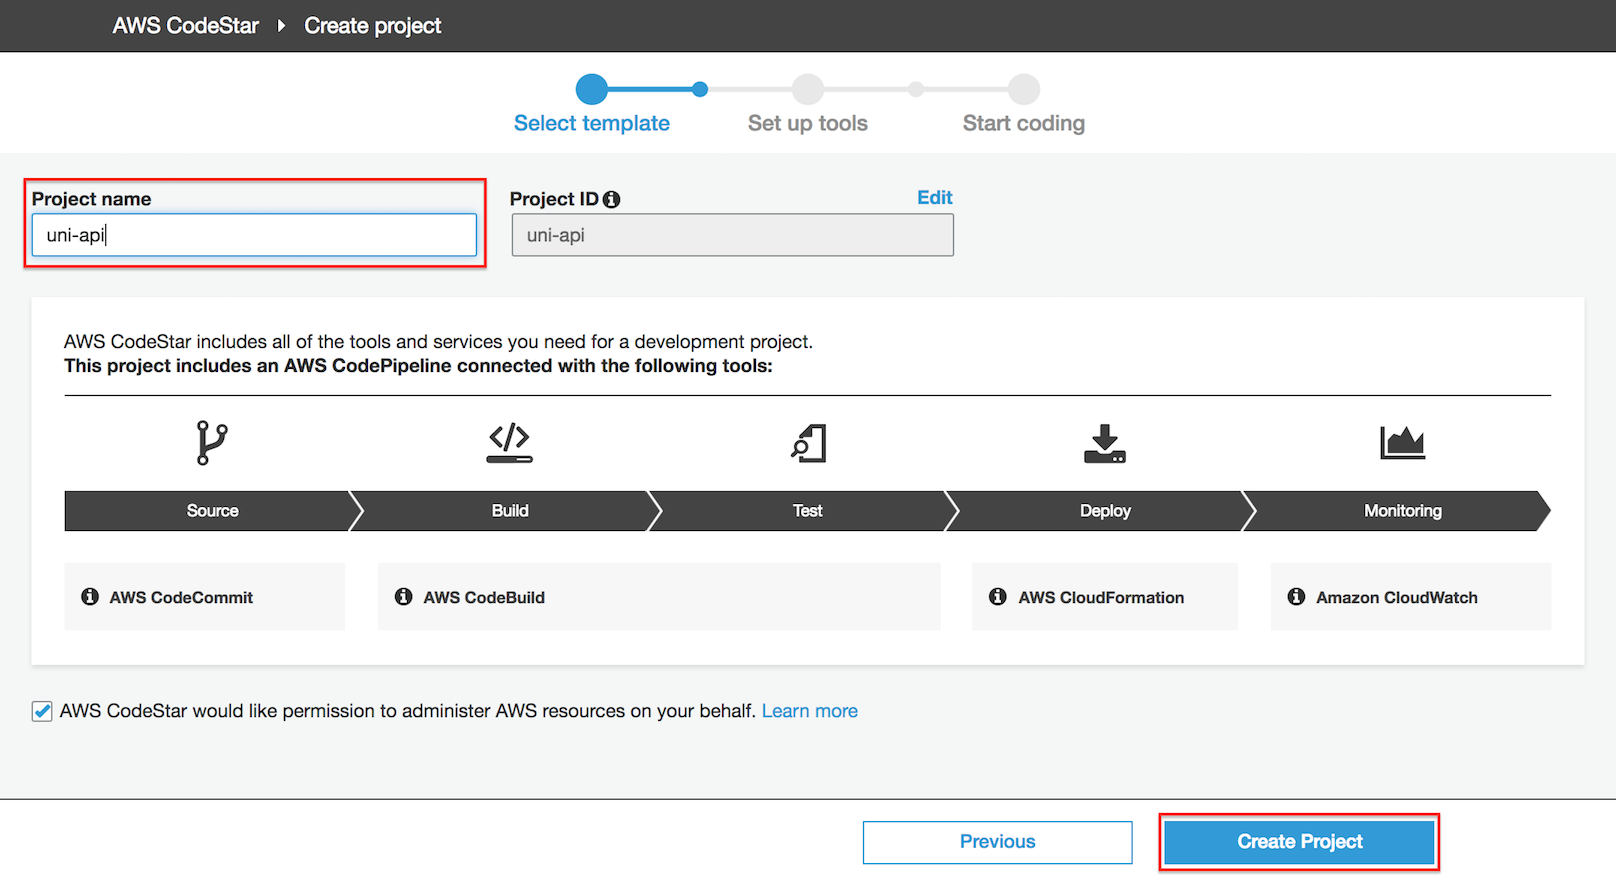 AWS CodeStar Create project
Select template Set up tools Start coding
Project name
uni-api
Project ID
Edit
uni-api
AWS CodeStar includes all of the tools and services you need for a development project.
This project includes an AWS CodePipeline connected with the following tools:
Source Build Test Deploy Monitoring
AWS CodeCommit AWS CodeBuild AWS CloudFormation Amazon CloudWatch
AWS CodeStar would like permission to administer AWS resources on your behalf. Learn more
Previous Create Project